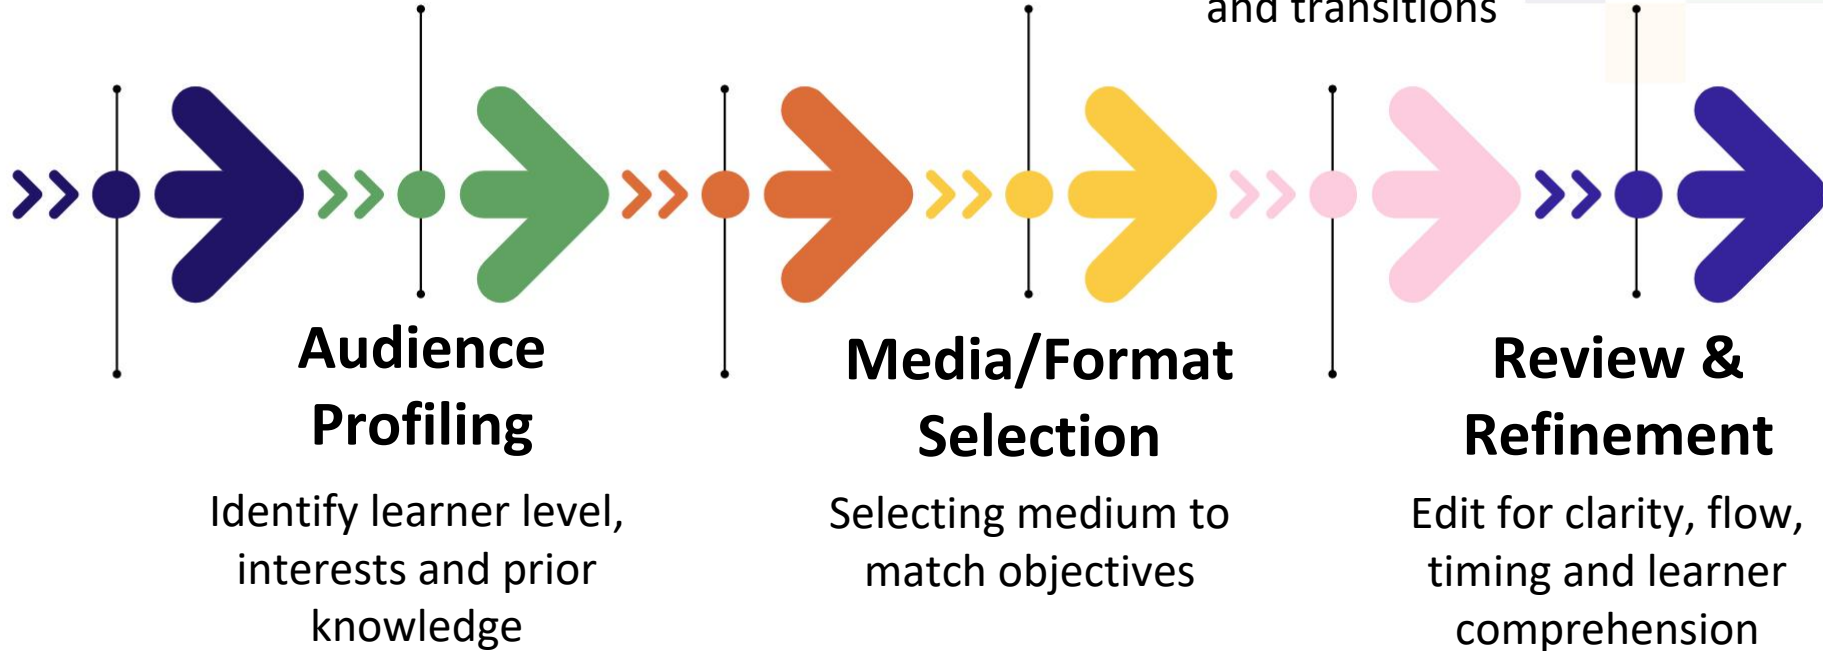 and transitions
Audience
Profiling
Identify learner level,
interests and prior
knowledge
Media/Format
Selection
Selecting medium to
match objectives
Review &
Refinement
Edit for clarity, flow,
timing and learner
comprehension